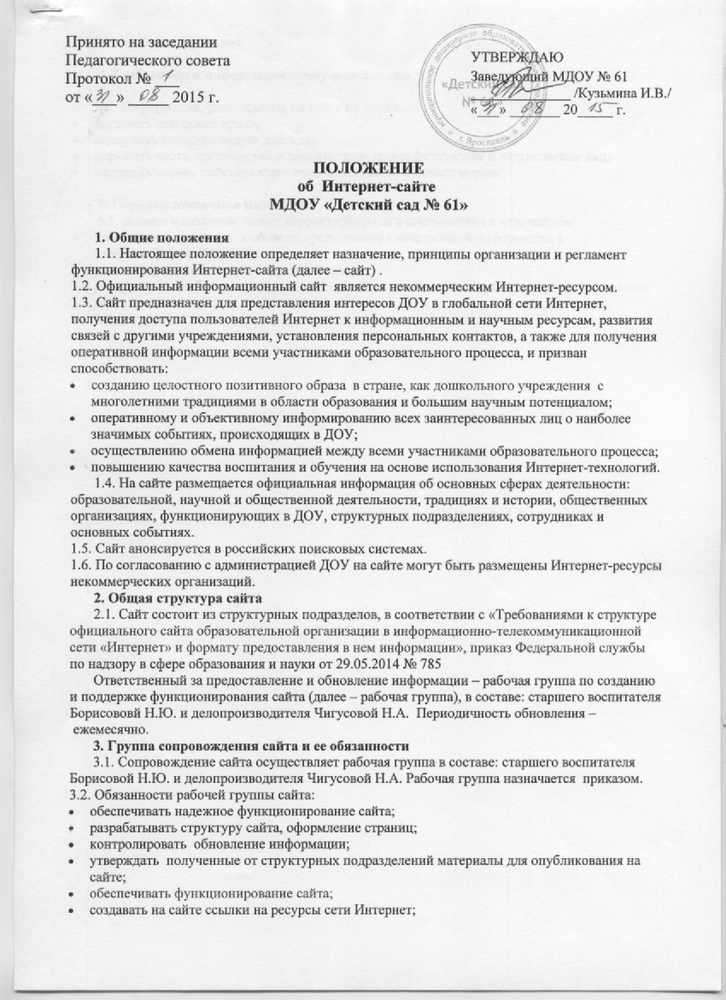 Принято на заседании
Педагогического совета
Протокол № 1
от «31» 08 2015 г.
УТВЕРЖДАЮ
Заведующий МДОУ № 61
/Кузьмина И.В./
«31» 08 2015 г.
«Детский сад
№ 61»
г. Ярославль
ПОЛОЖЕНИЕ
об Интернет-сайте
МДОУ «Детский сад № 61»
1. Общие положения
1.1. Настоящее положение определяет назначение, принципы организации и регламент
функционирования Интернет-сайта (далее – сайт) .
1.2. Официальный информационный сайт является некоммерческим Интернет-ресурсом.
1.3. Сайт предназначен для представления интересов ДОУ в глобальной сети Интернет,
получения доступа пользователей Интернет к информационным и научным ресурсам, развития
связей с другими учреждениями, установления персональных контактов, а также для получения
оперативной информации всеми участниками образовательного процесса, и призван
способствовать:
• созданию целостного позитивного образа в стране, как дошкольного учреждения с
многолетними традициями в области образования и большим научным потенциалом;
• оперативному и объективному информированию всех заинтересованных лиц о наиболее
значимых событиях, происходящих в ДОУ;
• осуществлению обмена информацией между всеми участниками образовательного процесса;
• повышению качества воспитания и обучения на основе использования Интернет-технологий.
1.4. На сайте размещается официальная информация об основных сферах деятельности:
образовательной, научной и общественной деятельности, традициях и истории, общественных
организациях, функционирующих в ДОУ, структурных подразделениях, сотрудниках и
основных событиях.
1.5. Сайт анонсируется в российских поисковых системах.
1.6. По согласованию с администрацией ДОУ на сайте могут быть размещены Интернет-ресурсы
некоммерческих организаций.
2. Общая структура сайта
2.1. Сайт состоит из структурных подразделов, в соответствии с «Требованиями к структуре
официального сайта образовательной организации в информационно-телекоммуникационной
сети «Интернет» и формату предоставления в нем информации», приказ Федеральной службы
по надзору в сфере образования и науки от 29.05.2014 № 785
Ответственный за предоставление и обновление информации – рабочая группа по созданию
и поддержке функционирования сайта (далее – рабочая группа), в составе: старшего воспитателя
Борисововй Н.Ю. и делопроизводителя Чигусовой Н.А. Периодичность обновления –
ежемесячно.
3. Группа сопровождения сайта и ее обязанности
3.1. Сопровождение сайта осуществляет рабочая группа в составе: старшего воспитателя
Борисовой Н.Ю. и делопроизводителя Чигусовой Н.А. Рабочая группа назначается приказом.
3.2. Обязанности рабочей группы сайта:
• обеспечивать надежное функционирование сайта;
• разрабатывать структуру сайта, оформление страниц;
• контролировать обновление информации;
• утверждать полученные от структурных подразделений материалы для опубликования на
сайте;
• обеспечивать функционирование сайта;
• создавать на сайте ссылки на ресурсы сети Интернет;